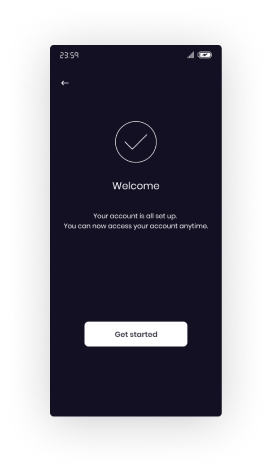 23:59
Welcome
Your account is all set up.
You can now access your account anytime.
Get started